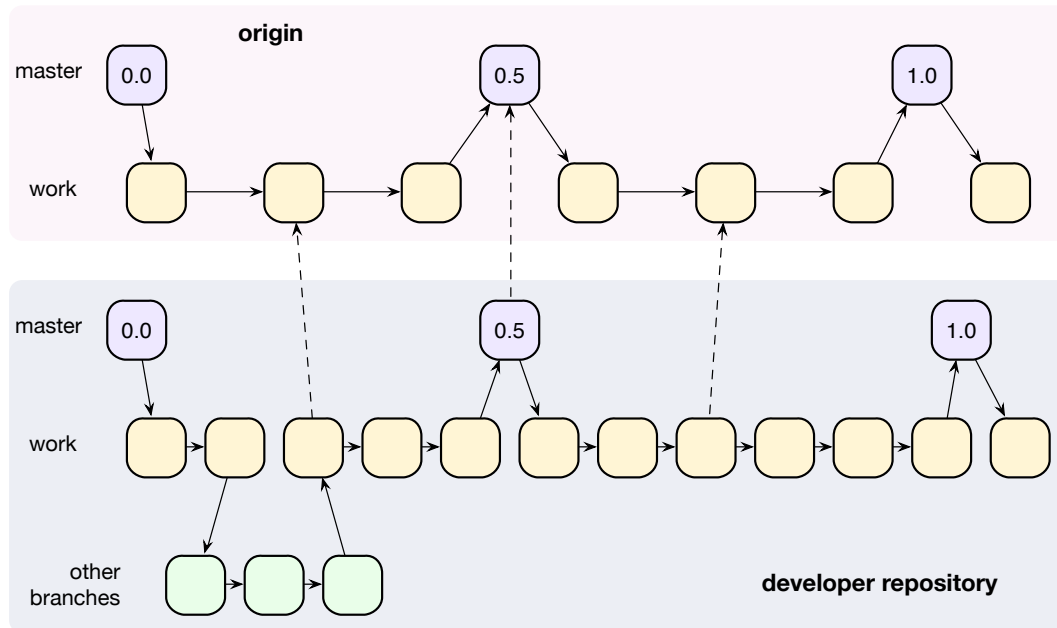 origin
master
0.0
0.5
1.0
work
master
0.0
0.5
1.0
work
other
branches
developer repository